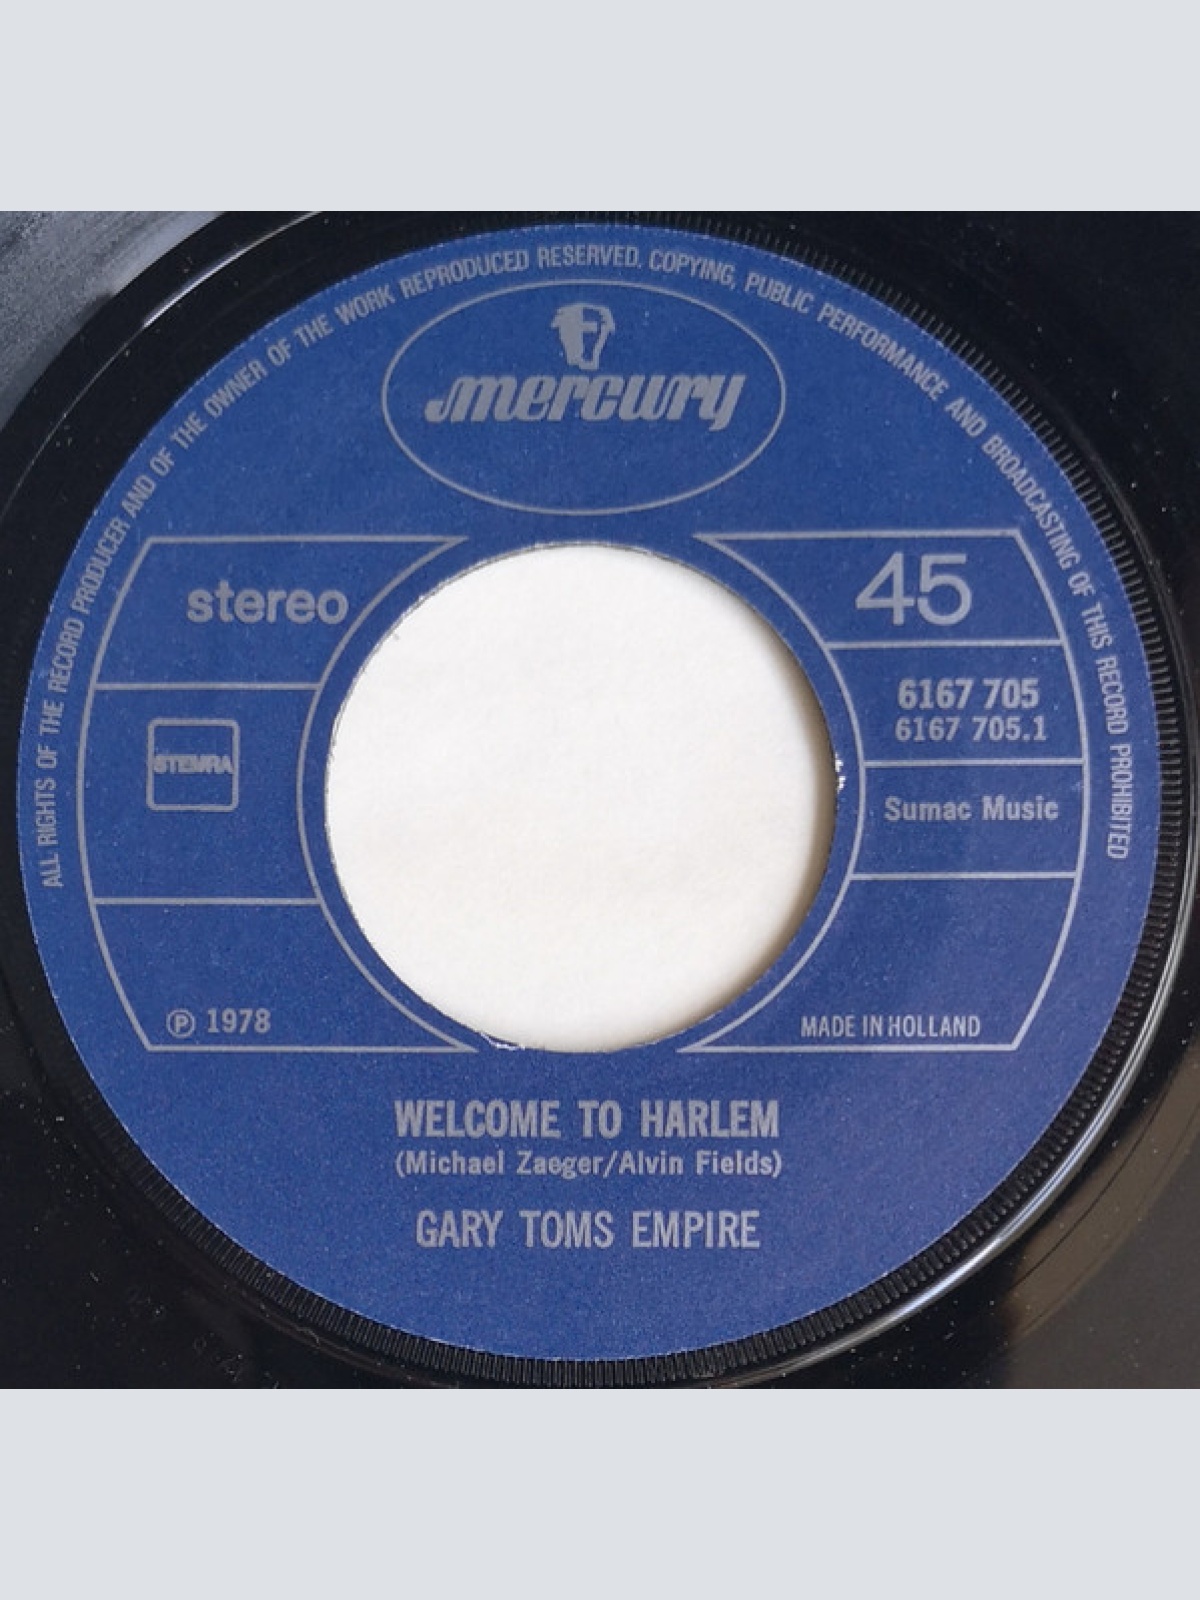 ALL RIGHTS OF THE RECORD PRODUCER AND OF THE OWNER OF THE WORK REPRODUCED RESERVED. COPYING, PUBLIC PERFORMANCE AND BROADCASTING OF THIS RECORD PROHIBITED
mercury
stereo
45
6167 705
6167 705.1
STEMRA
Sumac Music
Ⓟ 1978
MADE IN HOLLAND
WELCOME TO HARLEM
(Michael Zaeger/Alvin Fields)
GARY TOMS EMPIRE